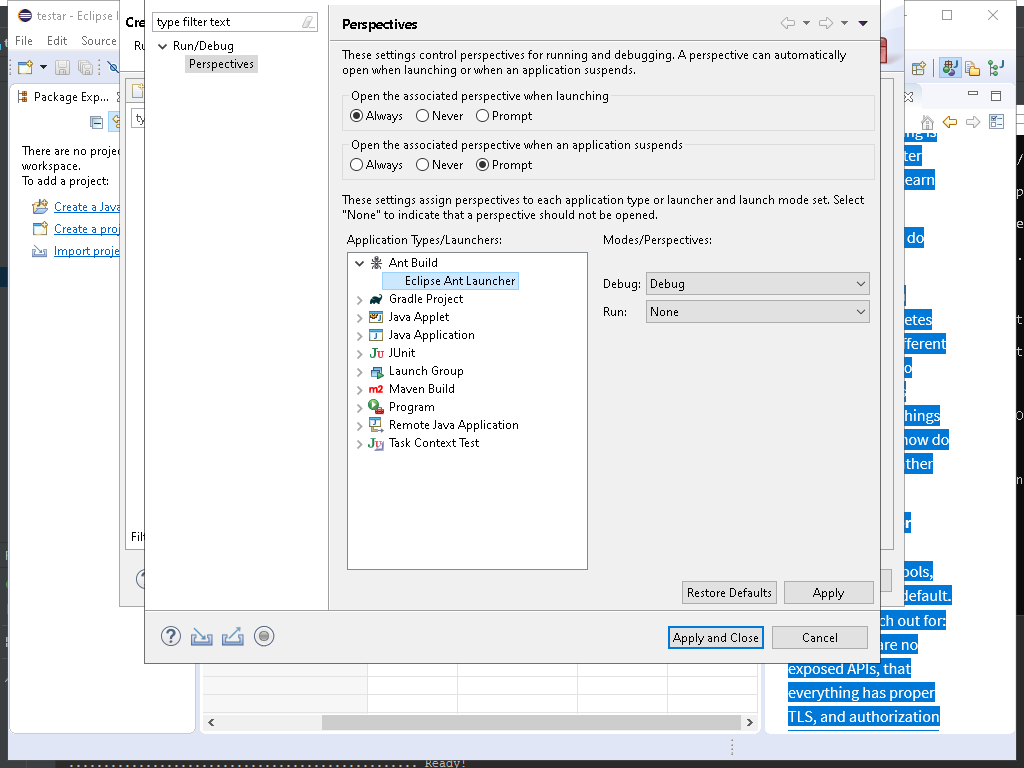 testar - Eclipse I
File Edit Source
Package Exp...
There are no proje
workspace.
To add a project:
Create a Java
Create a proj
Import proje
Cre
Ru
ty
Filt
type filter text
Run/Debug
Perspectives
Perspectives
These settings control perspectives for running and debugging. A perspective can automatically
open when launching or when an application suspends.
Open the associated perspective when launching
Always Never Prompt
Open the associated perspective when an application suspends
Always Never Prompt
These settings assign perspectives to each application type or launcher and launch mode set. Select
"None" to indicate that a perspective should not be opened.
Application Types/Launchers:
Modes/Perspectives:
Ant Build
Eclipse Ant Launcher
Gradle Project
Java Applet
Java Application
JUnit
Launch Group
Maven Build
Program
Remote Java Application
Task Context Test
Debug: Debug
Run: None
Restore Defaults Apply
Apply and Close Cancel
ng is
ter
earn
do
etes
fferent
o
hings
how do
ther
r
ools,
default.
ch out for:
are no
exposed APIs, that
everything has proper
TLS, and authorization
Ready!